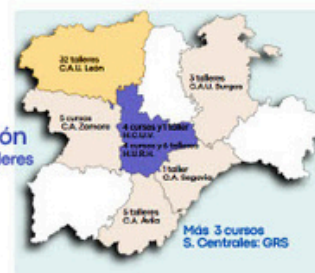 32 talleres
C.A.U. León
3 talleres
C.A.U. Burgos
5 cursos
C.A. Zamora
4 cursos y 1 taller
H.C.U.V.
4 cursos y 6 talleres
H.U.R.H.
1 taller
C.A. Segovia
5 talleres
C.A. Ávila
ón
leres
Más 3 cursos
S. Centrales: GRS